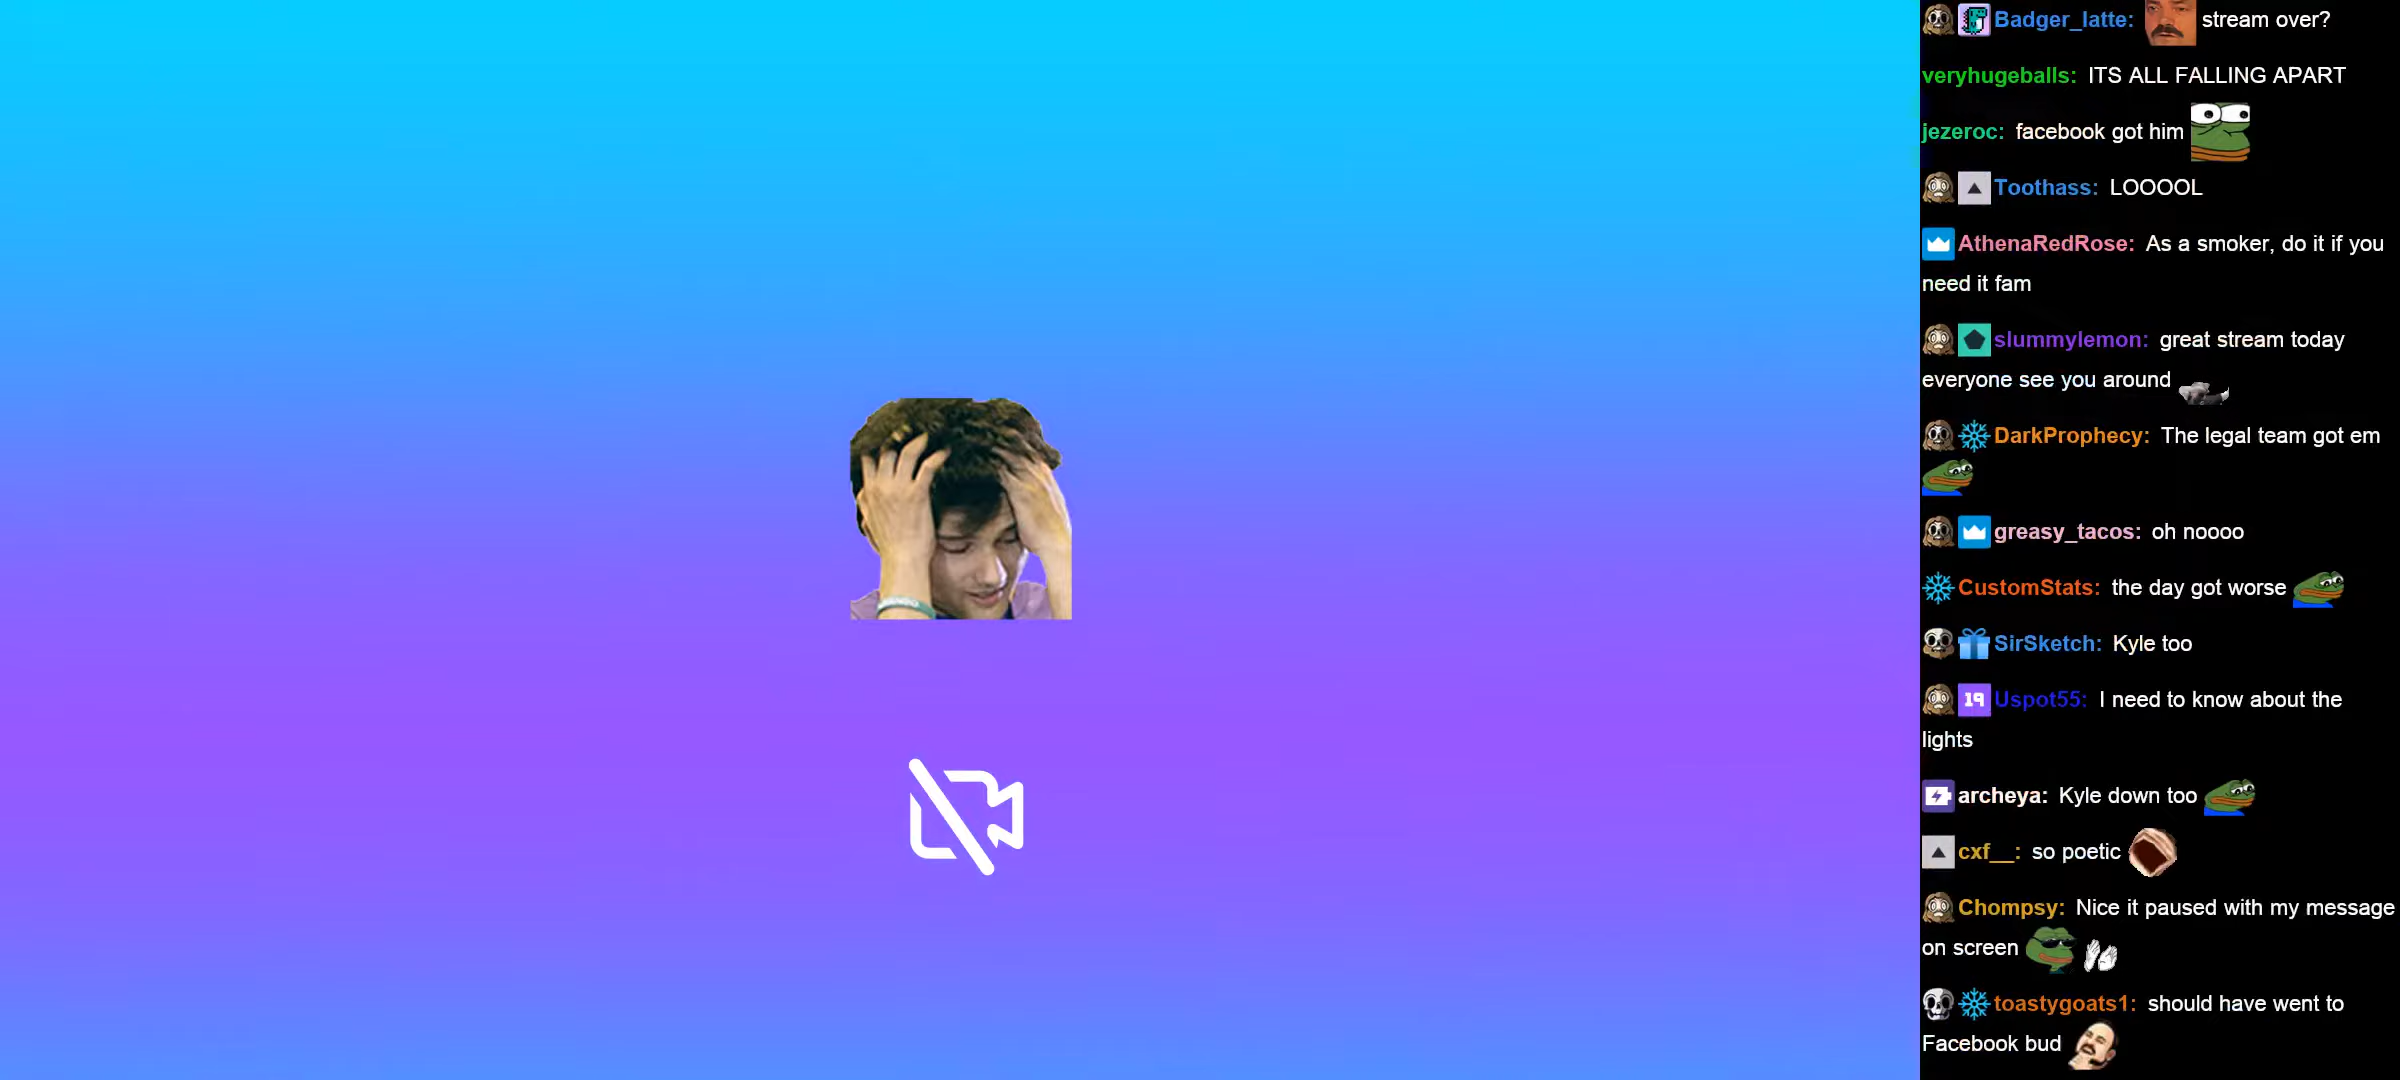 Badger_latte: stream over?
veryhugeballs: ITS ALL FALLING APART
jezeroc: facebook got him
Toothass: LOOOOL
AthenaRedRose: As a smoker, do it if you
need it fam
slummylemon: great stream today
everyone see you around
DarkProphecy: The legal team got em
greasy_tacos: oh noooo
CustomStats: the day got worse
SirSketch: Kyle too
19 Uspot55: I need to know about the
lights
archeya: Kyle down too
cxf__: so poetic
Chompsy: Nice it paused with my message
on screen
toastygoats1: should have went to
Facebook bud